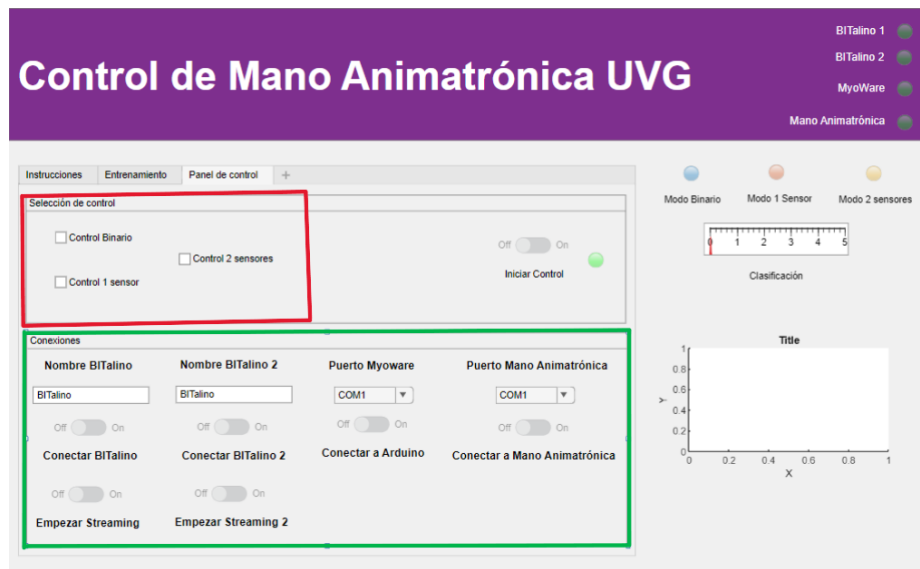 BITalino 1
BITalino 2
Control de Mano Animatrónica UVG
MyoWare
Mano Animatrónica
Instrucciones Entrenamiento Panel de control +
Selección de control
Control Binario
Control 2 sensores
Control 1 sensor
Off On
Iniciar Control
Modo Binario Modo 1 Sensor Modo 2 sensores
0 1 2 3 4 5
Clasificación
Conexiones
Nombre BITalino Nombre BITalino 2 Puerto Myoware Puerto Mano Animatrónica
BITalino BITalino COM1 COM1
Off On Off On Off On Off On
Conectar BITalino Conectar BITalino 2 Conectar a Arduino Conectar a Mano Animatrónica
Off On Off On
Empezar Streaming Empezar Streaming 2
Title
1
0.8
0.6
Y
0.4
0.2
0
0 0.2 0.4 0.6 0.8 1
X